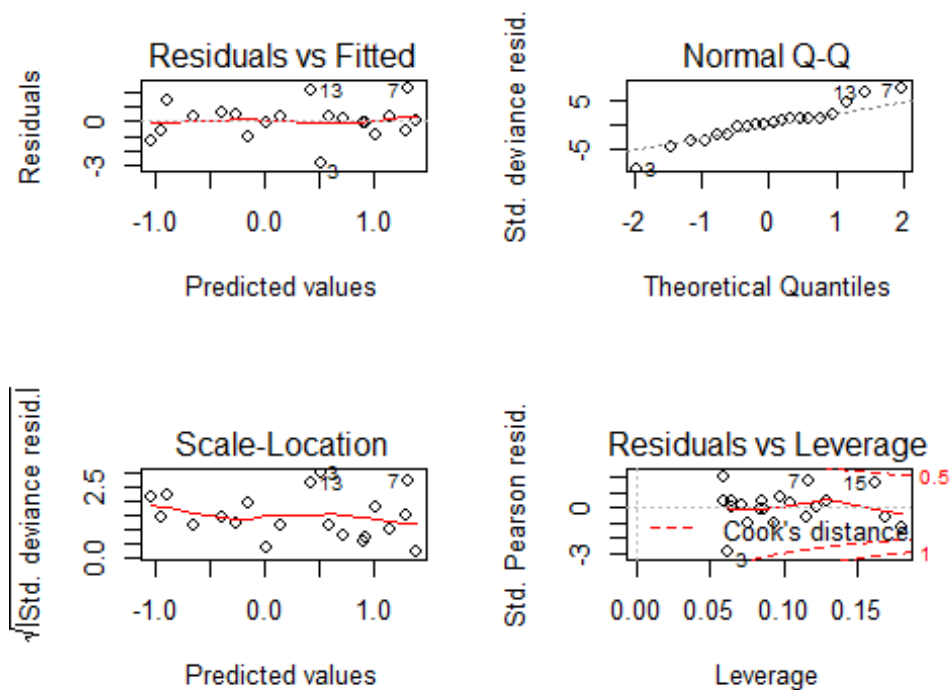 Residuals vs Fitted
Residuals
0
-3
13
7
3
-1.0 0.0 1.0
Predicted values
Normal Q-Q
Std. deviance resid.
5
-5
13
7
3
-2 -1 0 1 2
Theoretical Quantiles
Scale-Location
√|Std. deviance resid.|
2.5
0.0
3
13
7
-1.0 0.0 1.0
Predicted values
Residuals vs Leverage
Std. Pearson resid.
0
-3
7
15
3
0.5
1
Cook's distance
0.00 0.05 0.10 0.15
Leverage